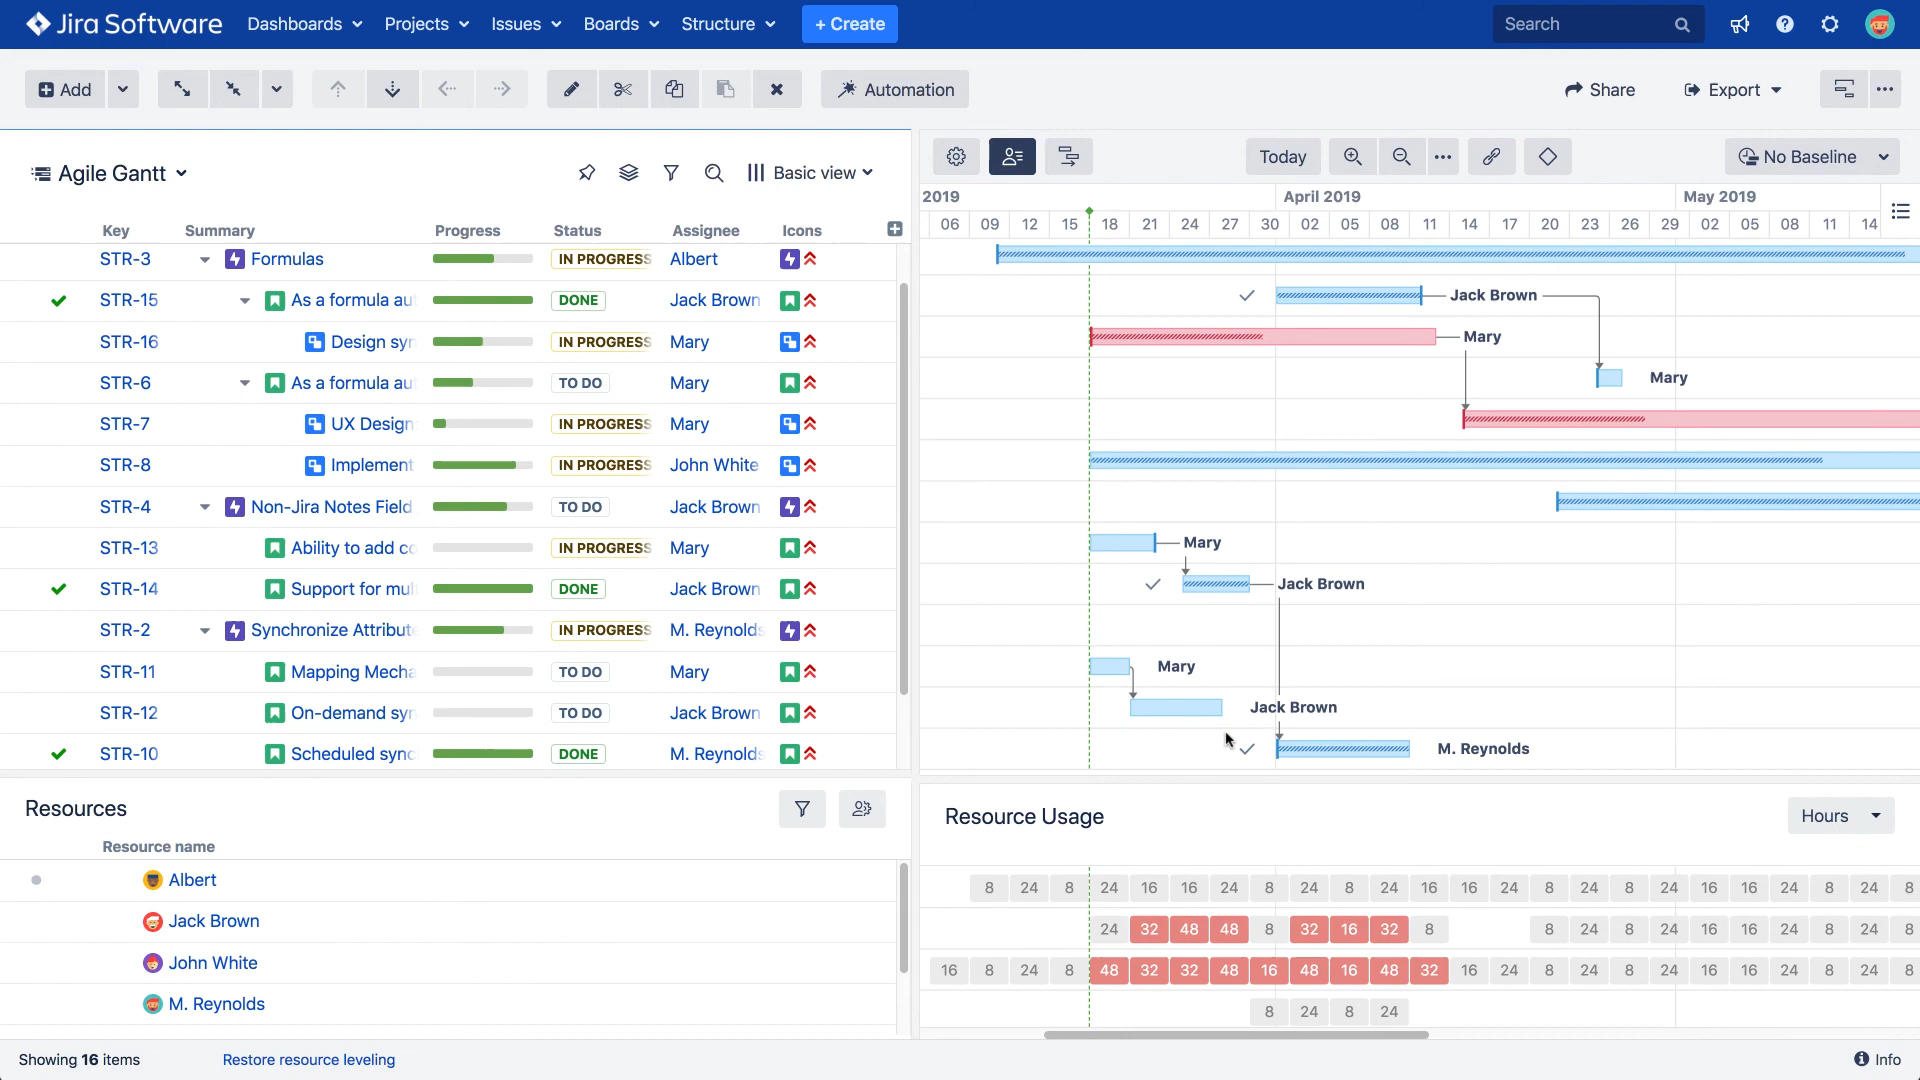 Jira Software Dashboards Projects Issues Boards Structure + Create Search
Add Automation Share Export
Agile Gantt Basic view Today No Baseline
2019 April 2019 May 2019
06 09 12 15 18 21 24 27 30 02 05 08 11 14 17 20 23 26 29 02 05 08 11 14
Key Summary Progress Status Assignee Icons
STR-3 Formulas IN PROGRESS Albert
STR-15 As a formula au DONE Jack Brown Jack Brown
STR-16 Design syn IN PROGRESS Mary Mary
STR-6 As a formula au TO DO Mary Mary
STR-7 UX Design IN PROGRESS Mary
STR-8 Implement IN PROGRESS John White
STR-4 Non-Jira Notes Field TO DO Jack Brown
STR-13 Ability to add co IN PROGRESS Mary Mary
STR-14 Support for mul DONE Jack Brown Jack Brown
STR-2 Synchronize Attribute IN PROGRESS M. Reynolds
STR-11 Mapping Mecha TO DO Mary Mary
STR-12 On-demand syn TO DO Jack Brown Jack Brown
STR-10 Scheduled sync DONE M. Reynolds M. Reynolds
Resources Resource Usage Hours
Resource name
Albert 8 24 8 24 16 16 24 8 24 8 24 16 16 24 8 24 8 24 16 16 24 8 24 8
Jack Brown 24 32 48 48 8 32 16 32 8 8 24 8 24 16 16 24 8 24 8
John White 16 8 24 8 48 32 32 48 16 48 16 48 32 16 24 8 24 8 24 16 16 24 8 24 8
M. Reynolds 8 24 8 24
Showing 16 items Restore resource leveling Info